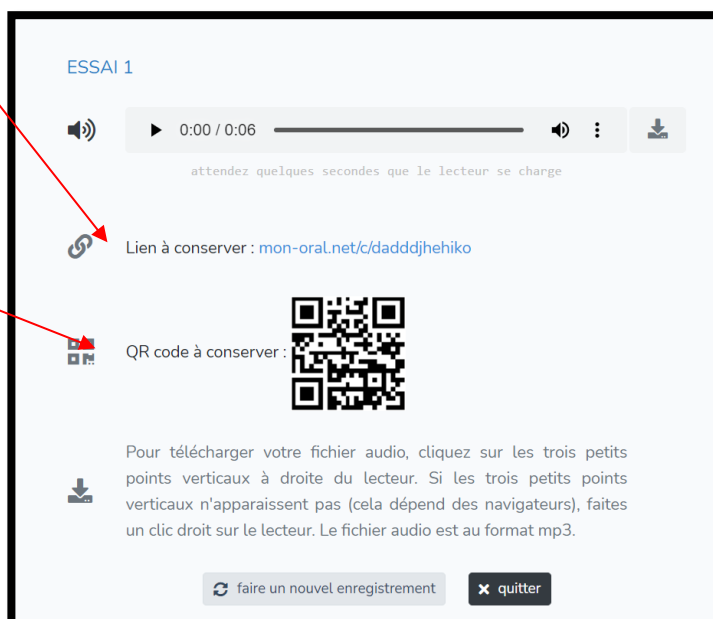 ESSAI 1
0:00 / 0:06
attendez quelques secondes que le lecteur se charge
Lien à conserver : mon-oral.net/c/dadddjhehiko
QR code à conserver :
Pour télécharger votre fichier audio, cliquez sur les trois petits
points verticaux à droite du lecteur. Si les trois petits points
verticaux n'apparaissent pas (cela dépend des navigateurs), faites
un clic droit sur le lecteur. Le fichier audio est au format mp3.
faire un nouvel enregistrement
quitter